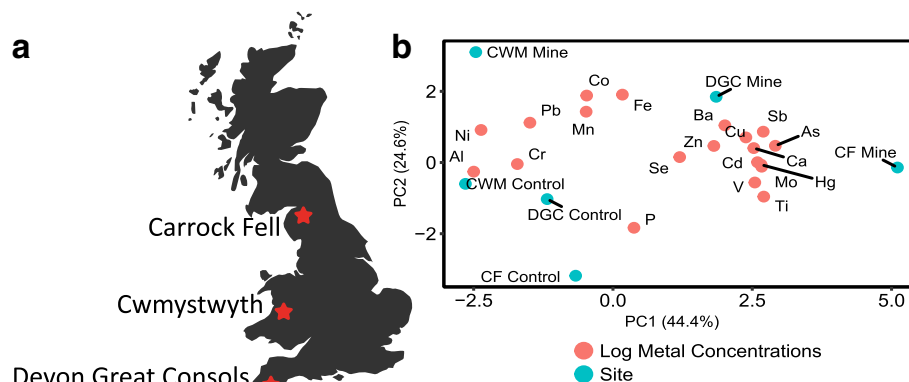 a
Carrock Fell
Cwmystwyth
Devon Great Consols
b
CWM Mine
Co
DGC Mine
Fe
Pb
Mn
Ba
Sb
Ni
Cu
As
Zn
Al
Cr
Se
Cd
Ca
CF Mine
CWM Control
V
Mo
Hg
DGC Control
Ti
P
CF Control
2
0
−2
PC2 (24.6%)
−2.5
0.0
2.5
5.0
PC1 (44.4%)
Log Metal Concentrations
Site